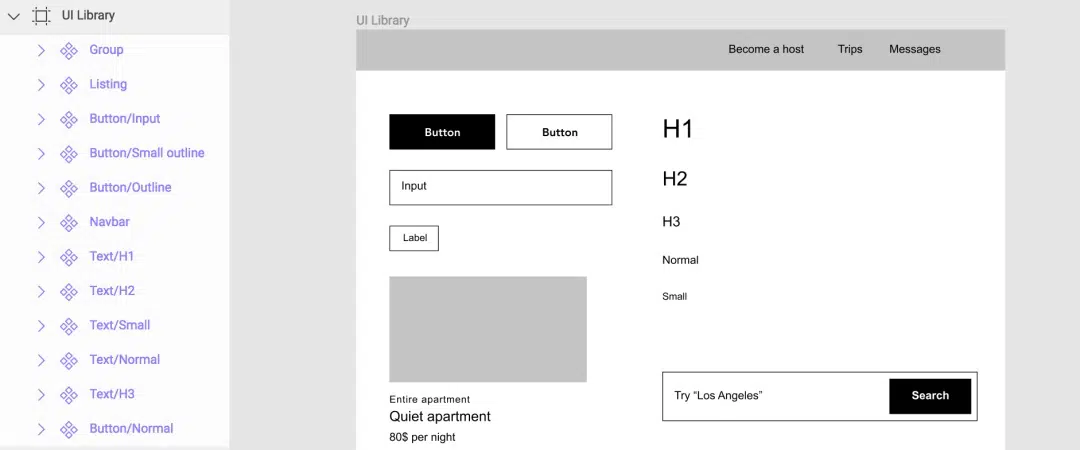 UI Library
Group
Listing
Button/Input
Button/Small outline
Button/Outline
Navbar
Text/H1
Text/H2
Text/Small
Text/Normal
Text/H3
Button/Normal
UI Library
Become a host Trips Messages
Button Button
Input
Label
Entire apartment
Quiet apartment
80$ per night
H1
H2
H3
Normal
Small
Try “Los Angeles” Search